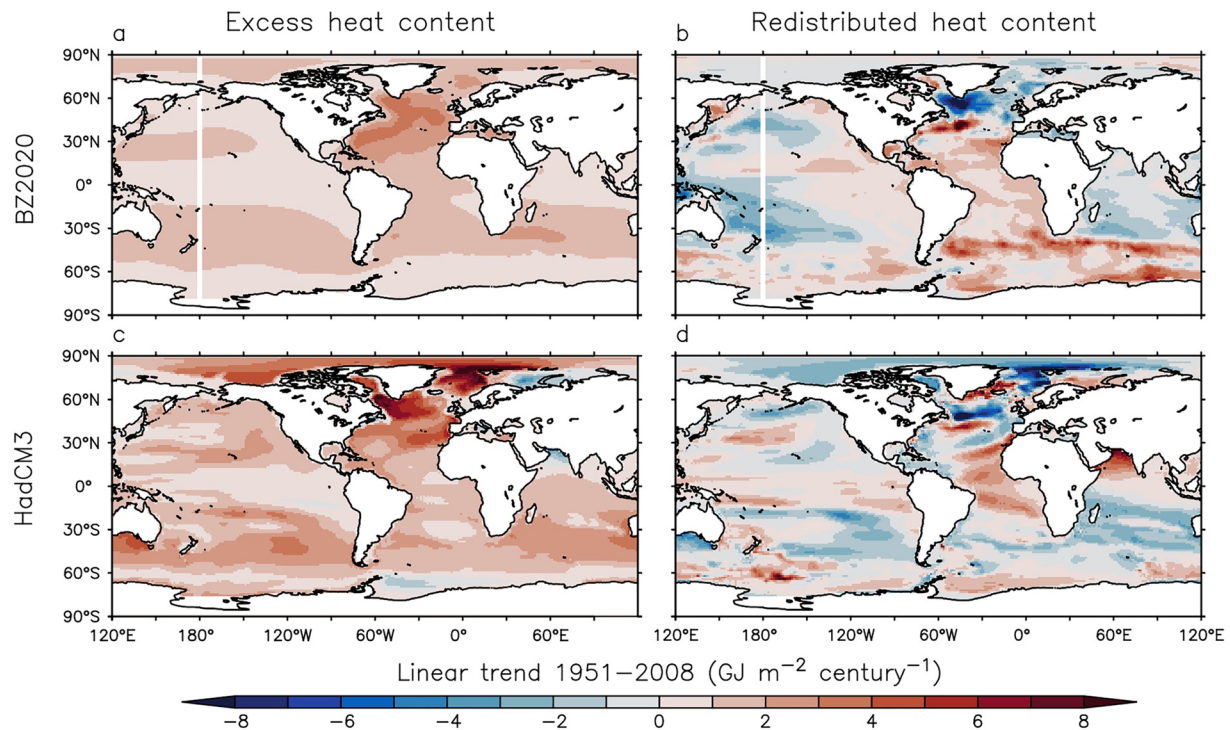 Excess heat content
Redistributed heat content
a
b
90°N
60°N
30°N
0°
30°S
60°S
90°S
BZ2020
c
d
90°N
60°N
30°N
0°
30°S
60°S
90°S
HadCM3
120°E 180° 120°W 60°W 0° 60°E
120°E 180° 120°W 60°W 0° 60°E 120°E
Linear trend 1951−2008 (GJ m⁻² century⁻¹)
−8 −6 −4 −2 0 2 4 6 8